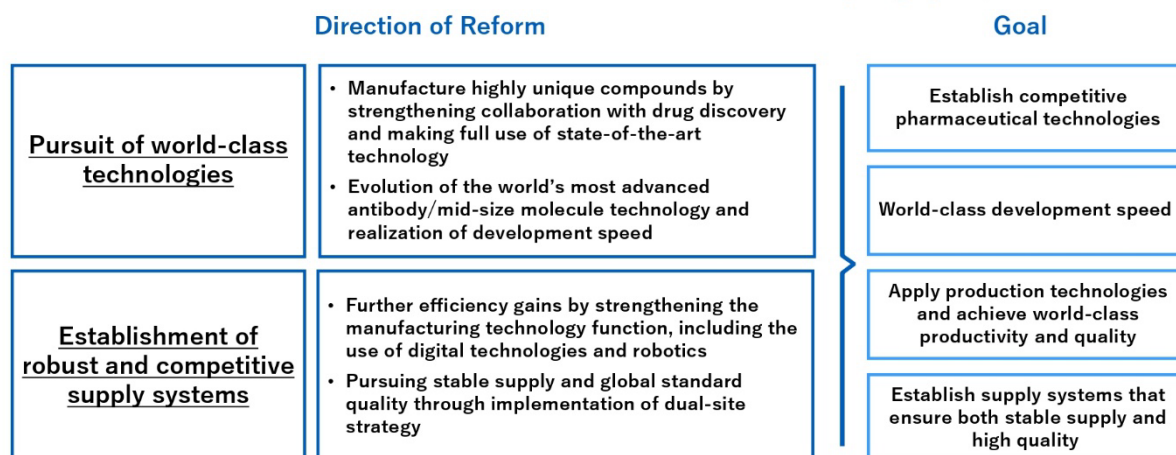 Direction of Reform
Goal
Pursuit of world-class
technologies
• Manufacture highly unique compounds by
strengthening collaboration with drug discovery
and making full use of state-of-the-art
technology
• Evolution of the world's most advanced
antibody/mid-size molecule technology and
realization of development speed
Establishment of
robust and competitive
supply systems
• Further efficiency gains by strengthening the
manufacturing technology function, including the
use of digital technologies and robotics
• Pursuing stable supply and global standard
quality through implementation of dual-site
strategy
Establish competitive
pharmaceutical technologies
World-class development speed
Apply production technologies
and achieve world-class
productivity and quality
Establish supply systems that
ensure both stable supply and
high quality